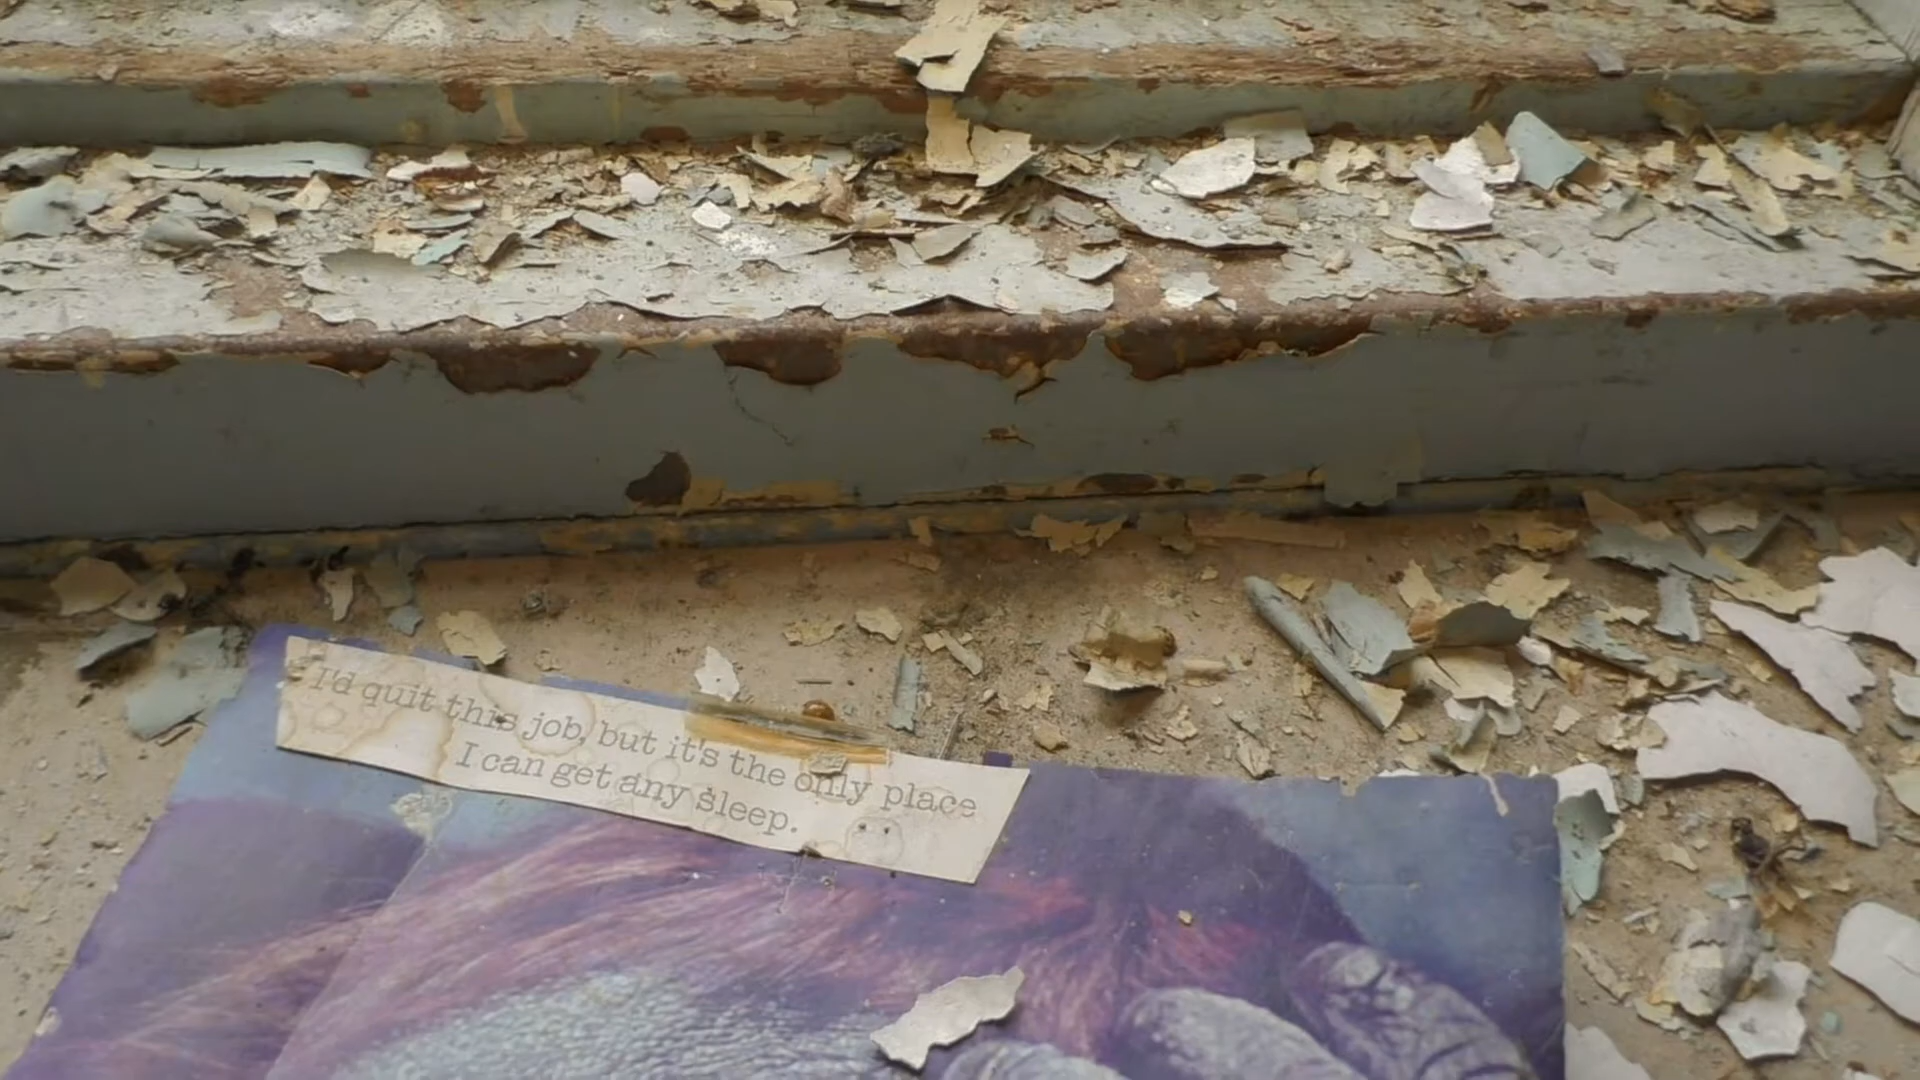 I'd quit this job, but it's the only place
I can get any sleep.